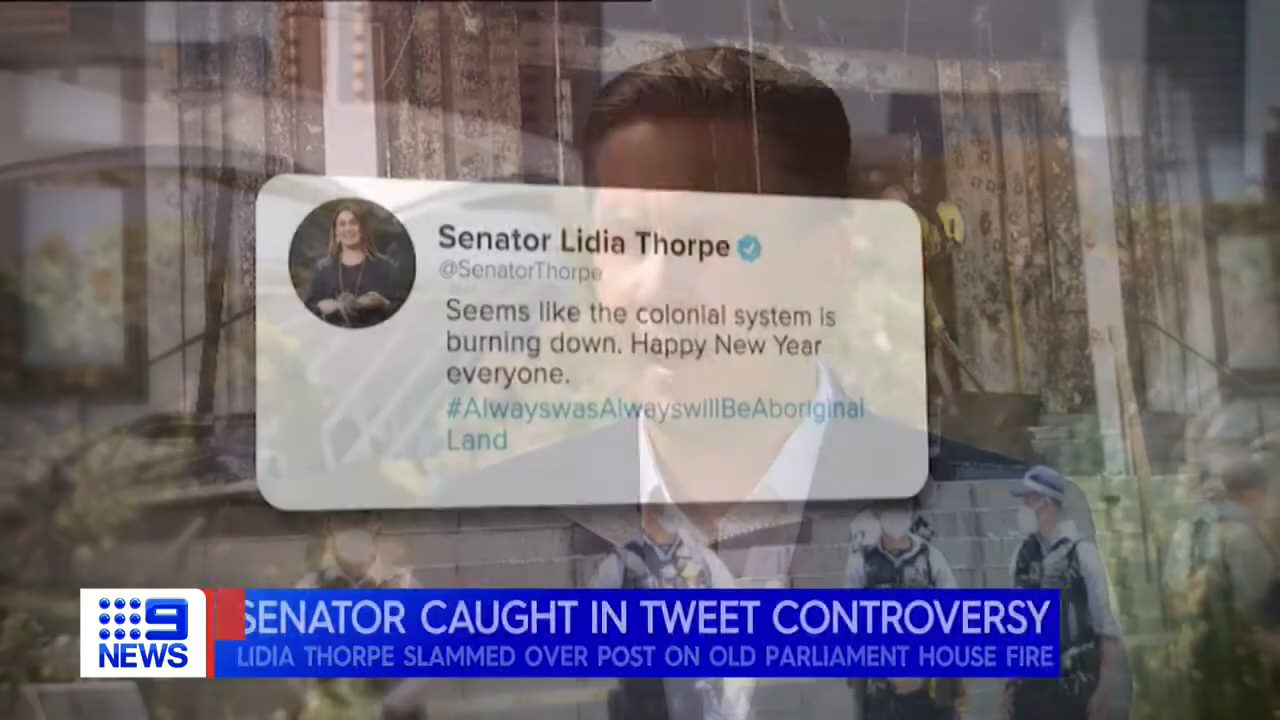 Senator Lidia Thorpe
@SenatorThorpe
Seems like the colonial system is
burning down. Happy New Year
everyone.
#AlwayswasAlwayswillBeAboriginal
Land
9
NEWS
SENATOR CAUGHT IN TWEET CONTROVERSY
LIDIA THORPE SLAMMED OVER POST ON OLD PARLIAMENT HOUSE FIRE